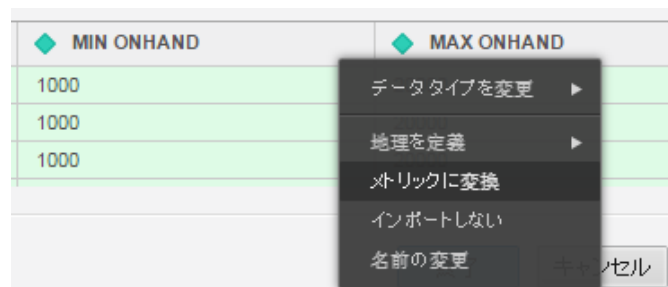 MIN ONHAND
MAX ONHAND
1000
1000
1000
データ タイプを変更
地理を定義
メトリックに変換
インポートしない
名前の変更
キャンセル